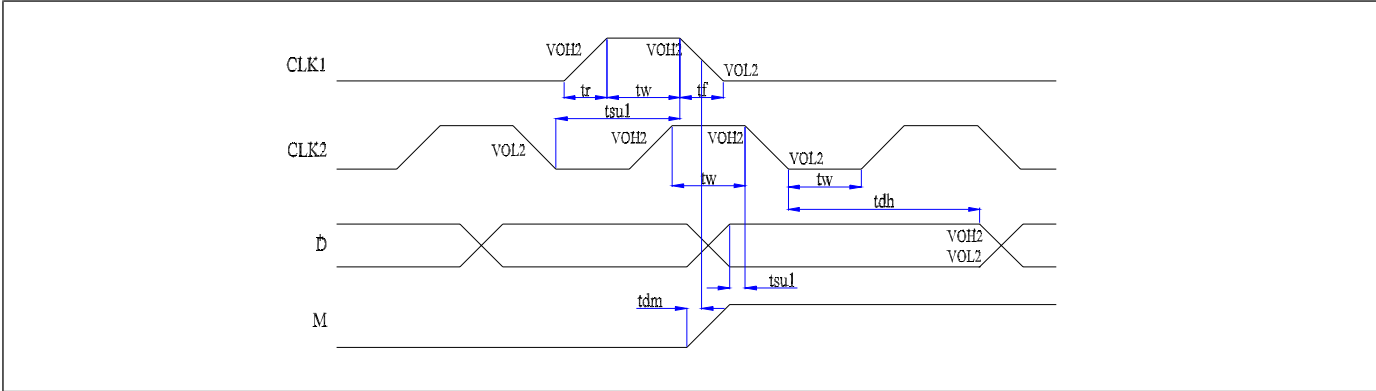 VOH2 VOH2
CLK1 VOL2
tr tw tf
tsu1
VOH2 VOH2
CLK2 VOL2 VOL2
tw tw
tdh
D VOH2
VOL2
tsu1
tdm
M